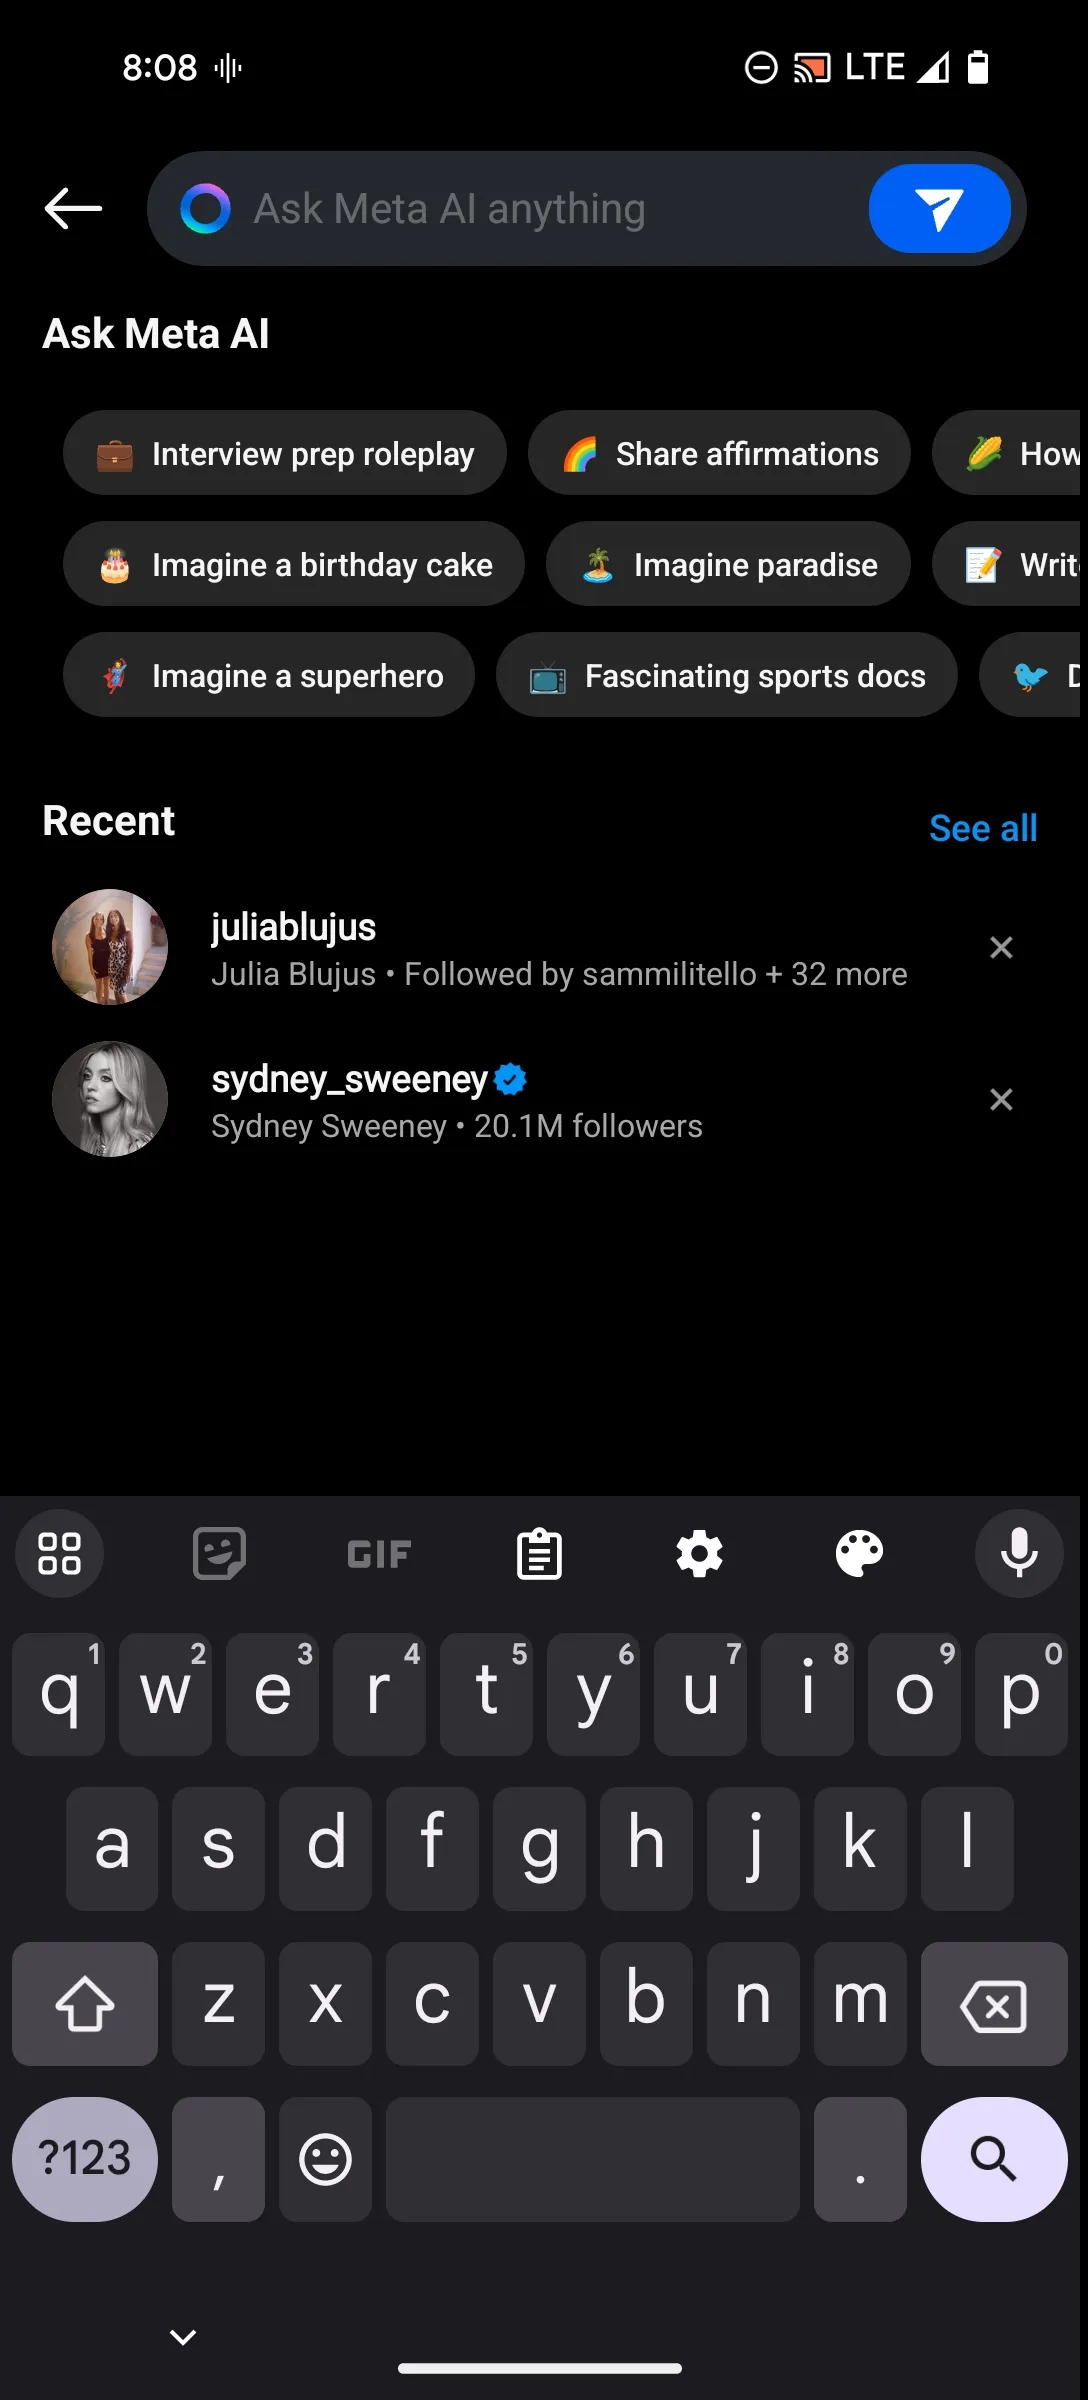 8:08 LTE
Ask Meta AI anything
Ask Meta AI
Interview prep roleplay Share affirmations How
Imagine a birthday cake Imagine paradise Writ
Imagine a superhero Fascinating sports docs D
Recent See all
juliablujus
Julia Blujus • Followed by sammilitello + 32 more
sydney_sweeney
Sydney Sweeney • 20.1M followers
GIF
1 2 3 4 5 6 7 8 9 0
q w e r t y u i o p
a s d f g h j k l
z x c v b n m
?123 , .